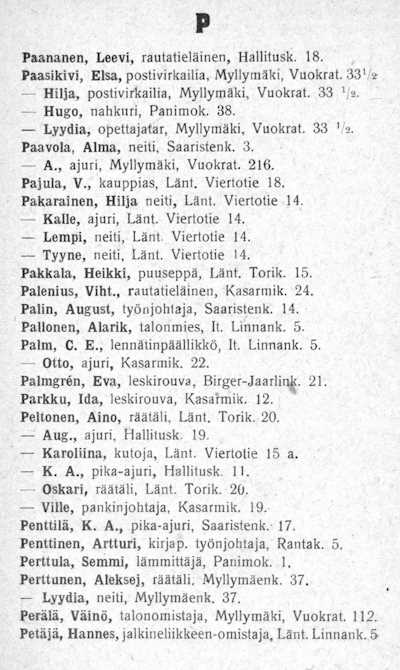 P
Paananen, Leevi, rautatieläinen, Hallitusk. 18.
Paasikivi, Elsa, postivirkailia, Myllymäki, Vuokrat. 33 1/2
— Hilja, postivirkailia, Myllymäki, Vuokrat. 33 1/2.
— Hugo, nahkuri, Panimok. 38.
— Lyydia, opettajatar, Myllymäki, Vuokrat. 33 1/2.
Paavola, Alma, neiti, Saaristenk. 3.
— A., ajuri, Myllymäki, Vuokrat. 216.
Pajula, V., kauppias, Länt. Viertotie 18.
Pakarainen, Hilja neiti, Länt. Viertotie 14.
— Kalle, ajuri, Länt. Viertotie 14.
— Lempi, neiti, Länt. Viertotie 14.
— Tyyne, neiti, Länt. Viertotie 14.
Pakkala, Heikki, puuseppä, Länt. Torik. 15.
Palenius, Viht., rautatieläinen, Kasarmik. 24.
Palin, August, työnjohtaja, Saaristenk. 14.
Pallonen, Alarik, talonmies, It. Linnank. 5.
Palm, C. E., lennätinpäällikkö, It. Linnank. 5.
— Otto, ajuri, Kasarmik. 22.
Palmgrén, Eva, leskirouva, Birger-Jaarlink. 21.
Parkku, Ida, leskirouva, Kasarmik. 12.
Peltonen, Aino, räätäli, Länt. Torik. 20.
— Aug., ajuri, Hallitusk. 19.
— Karoliina, kutoja, Länt. Viertotie 15 a.
— K. A., pika-ajuri, Hallitusk. 11.
— Oskari, räätäli, Länt. Torik. 20.
— Ville, pankinjohtaja, Kasarmik. 19.
Penttilä, K. A., pika-ajuri, Saaristenk. 17.
Penttinen, Artturi, kirjap. työnjohtaja, Rantak. 5.
Perttula, Semmi, lämmittäjä, Panimok. 1.
Perttunen, Aleksej, räätäli, Myllymäenk. 37.
— Lyydia, neiti, Myllymäenk. 37.
Perälä, Väinö, talonomistaja, Myllymäki, Vuokrat. 112.
Petäjä, Hannes, jalkineliikkeen-omistaja, Länt. Linnank. 5